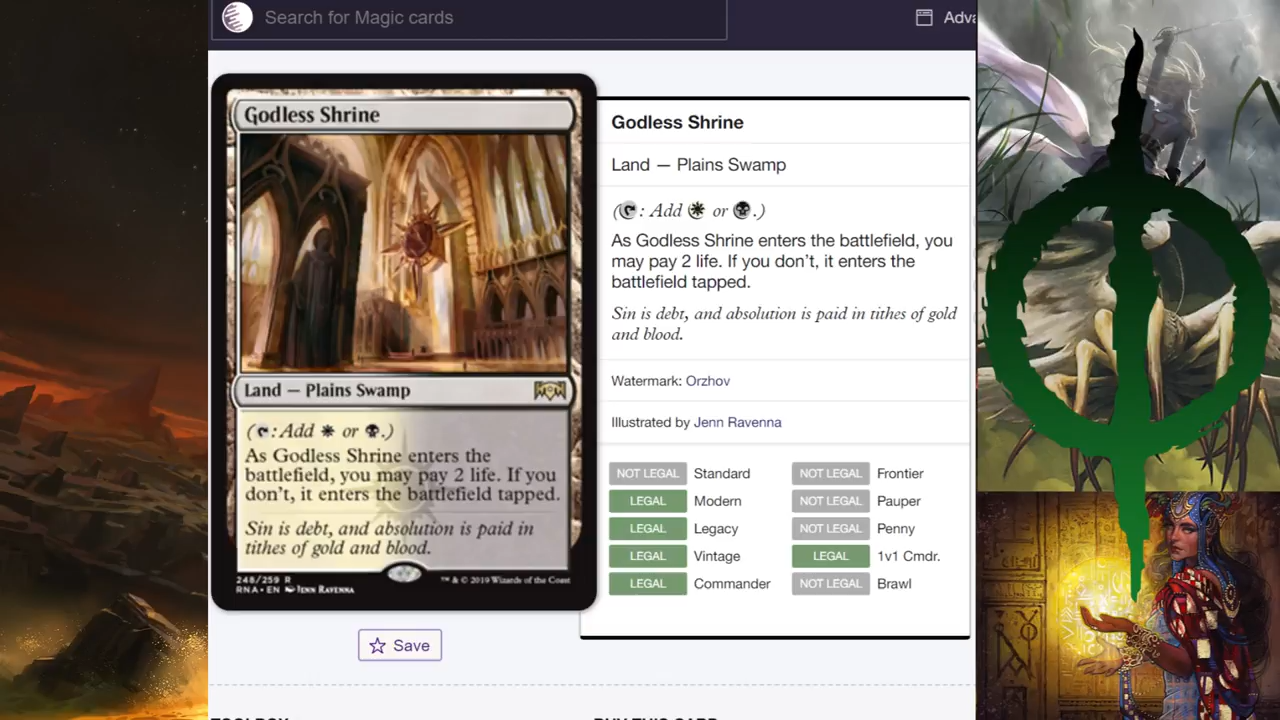 Search for Magic cards
Adva
Godless Shrine
Land — Plains Swamp
( : Add or .)
As Godless Shrine enters the
battlefield, you may pay 2 life. If you
don't, it enters the battlefield tapped.
Sin is debt, and absolution is paid in
tithes of gold and blood.
248/259 R
RNA • EN Jenn Ravenna
™ & © 2019 Wizards of the Coast
Save
Godless Shrine
Land — Plains Swamp
( : Add or .)
As Godless Shrine enters the battlefield, you
may pay 2 life. If you don’t, it enters the
battlefield tapped.
Sin is debt, and absolution is paid in tithes of gold
and blood.
Watermark: Orzhov
Illustrated by Jenn Ravenna
NOT LEGAL Standard NOT LEGAL Frontier
LEGAL Modern NOT LEGAL Pauper
LEGAL Legacy NOT LEGAL Penny
LEGAL Vintage LEGAL 1v1 Cmdr.
LEGAL Commander NOT LEGAL Brawl
TOOLBOX
BUY THIS CARD